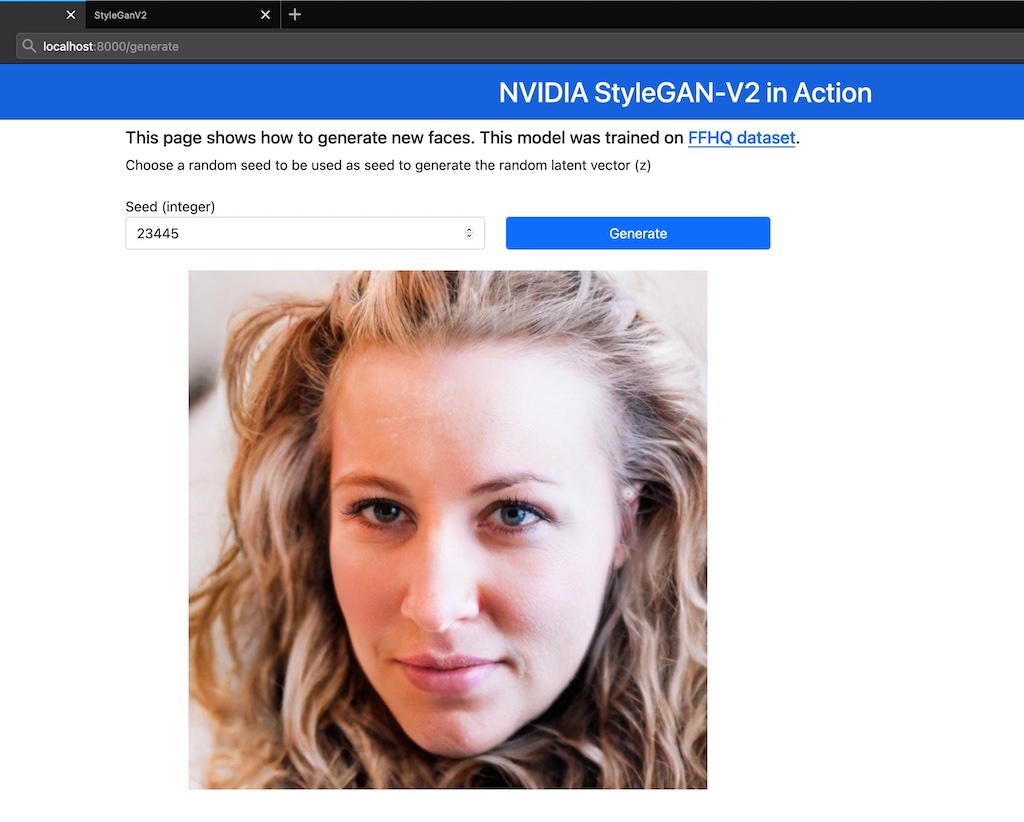 StyleGanV2
localhost:8000/generate
NVIDIA StyleGAN-V2 in Action
This page shows how to generate new faces. This model was trained on FFHQ dataset.
Choose a random seed to be used as seed to generate the random latent vector (z)
Seed (integer)
23445
Generate